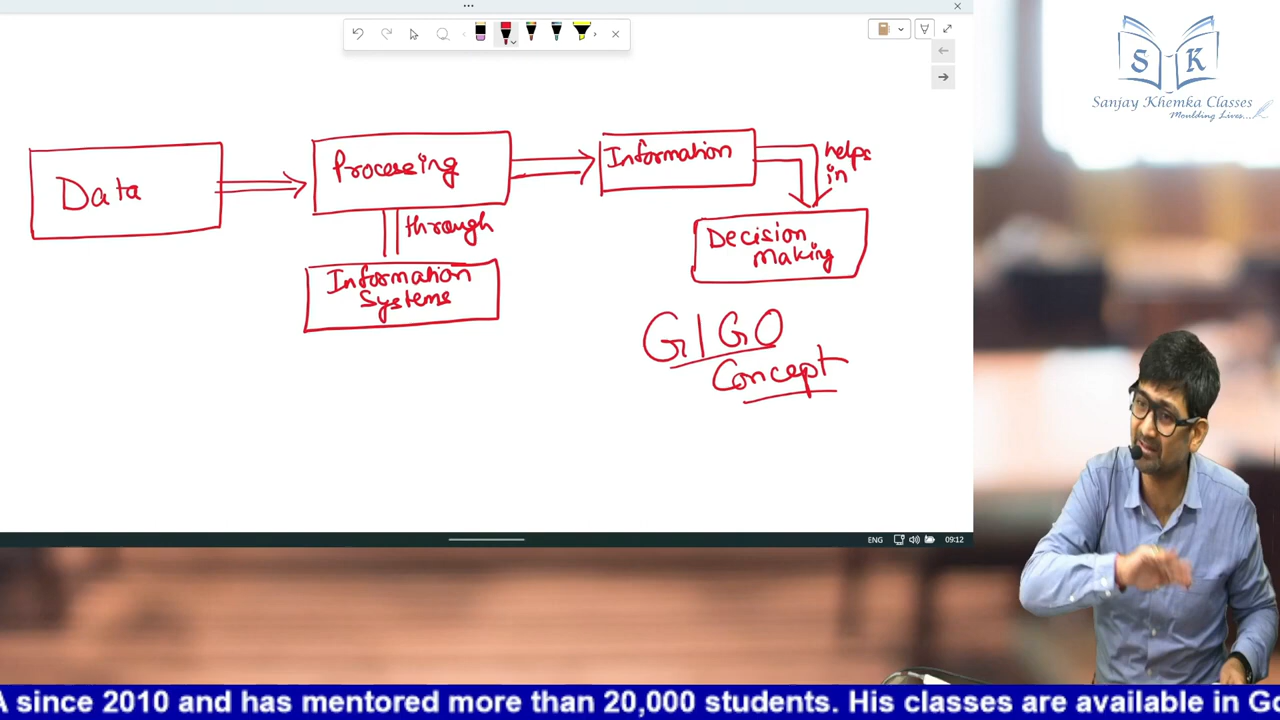 S K
Sanjay Khemka Classes
Moulding Lives...
Data
Processing
Information
helps
in
through
Decision
Making
Information
Systems
GIGO
Concept
ENG
09:12
A since 2010 and has mentored more than 20,000 students. His classes are available in Go